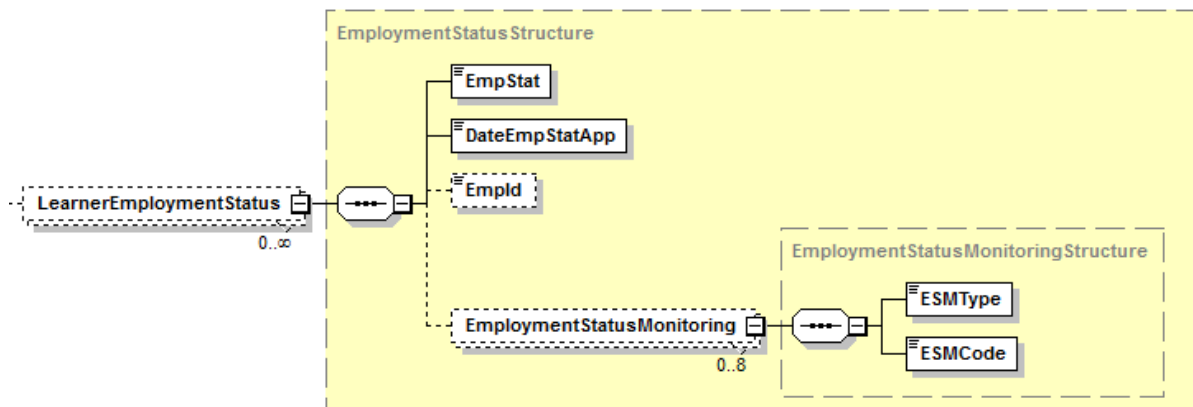 EmploymentStatusStructure
EmpStat
DateEmpStatApp
EmpId
LearnerEmploymentStatus
0..∞
EmploymentStatusMonitoringStructure
ESMType
EmploymentStatusMonitoring
0..8
ESMCode